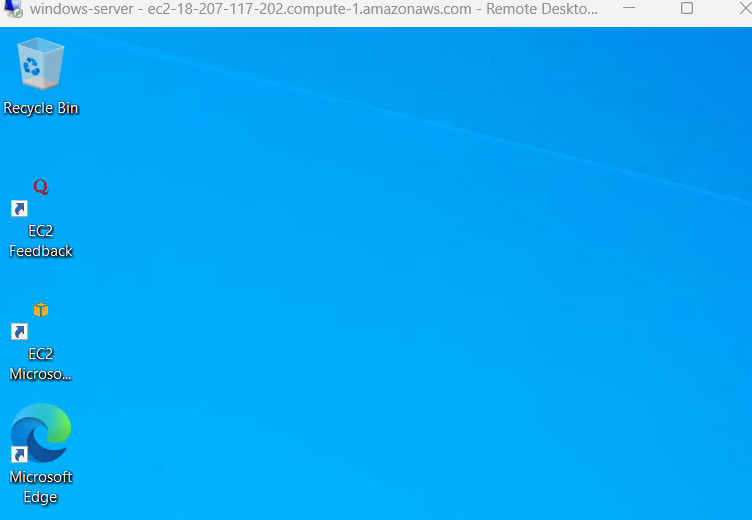 windows-server - ec2-18-207-117-202.compute-1.amazonaws.com - Remote Deskto...
Recycle Bin
Q
EC2
Feedback
EC2
Microso...
Microsoft
Edge